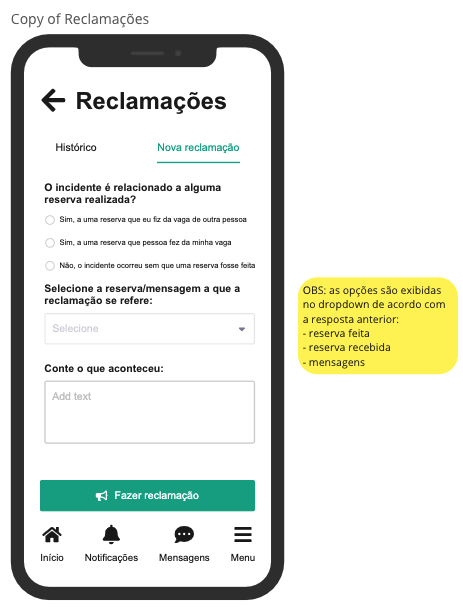 Copy of Reclamações
Reclamações
Histórico
Nova reclamação
O incidente é relacionado a alguma
reserva realizada?
Sim, a uma reserva que eu fiz da vaga de outra pessoa
Sim, a uma reserva que pessoa fez da minha vaga
Não, o incidente ocorreu sem que uma reserva fosse feita
Selecione a reserva/mensagem a que a
reclamação se refere:
Selecione
Conte o que aconteceu:
Add text
Fazer reclamação
Início
Notificações
Mensagens
Menu
OBS: as opções são exibidas
no dropdown de acordo com
a resposta anterior:
- reserva feita
- reserva recebida
- mensagens